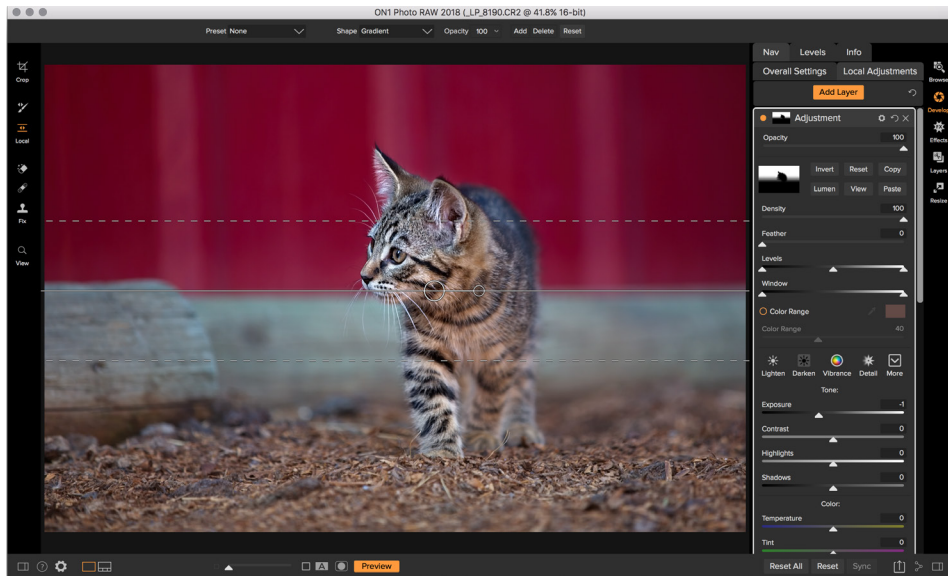 ON1 Photo RAW 2018 (_LP_8190.CR2 @ 41.8% 16-bit)
Preset None Shape Gradient Opacity 100 Add Delete Reset
Nav Levels Info
Overall Settings Local Adjustments
Add Layer
Crop
Local
Fix
View
Adjustment
Opacity 100
Invert Reset Copy
Lumen View Paste
Density 100
Feather 0
Levels
Window
Color Range
Color Range 40
Lighten Darken Vibrance Detail More
Tone:
Exposure -1
Contrast 0
Highlights 0
Shadows 0
Color:
Temperature 0
Tint 0
Browse
Develop
Effects
Layers
Resize
A Preview
Reset All Reset Sync